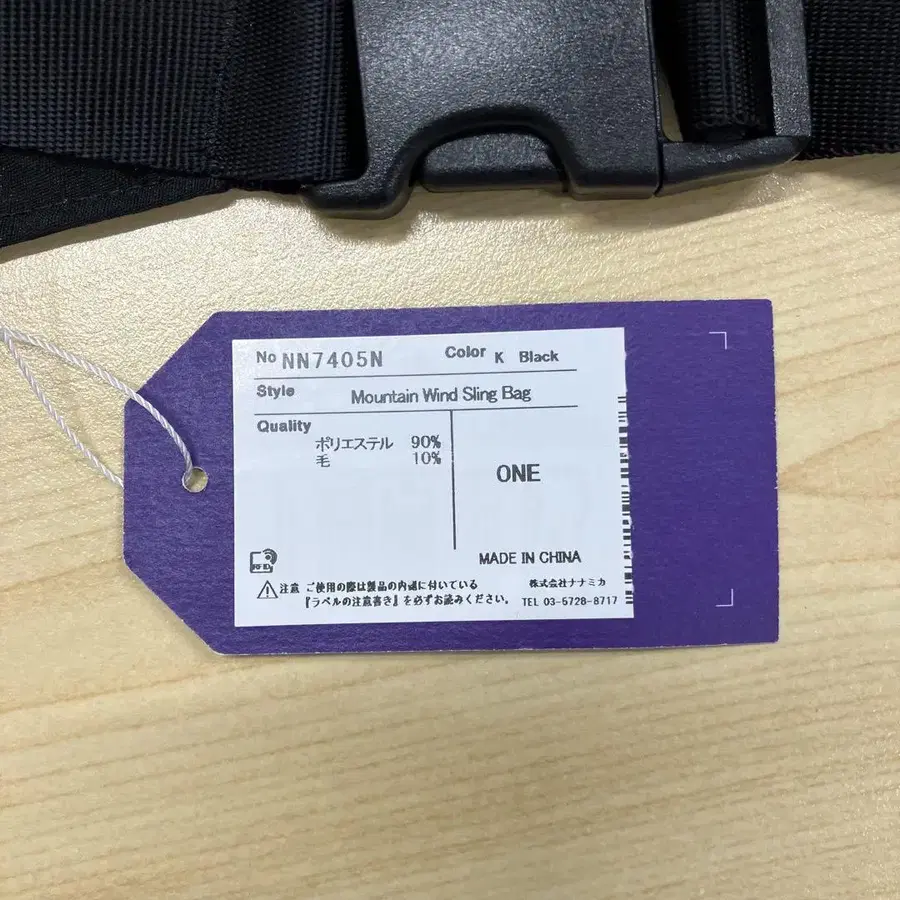 No NN7405N Color K Black
Style Mountain Wind Sling Bag
Quality
ポリエステル 90%
毛 10%
ONE
MADE IN CHINA
注意 ご使用の際は製品の内邊に付いている
『ラベルの注意書き』を必ずお読みください。
株式会社ナナミカ
TEL 03-5728-8717